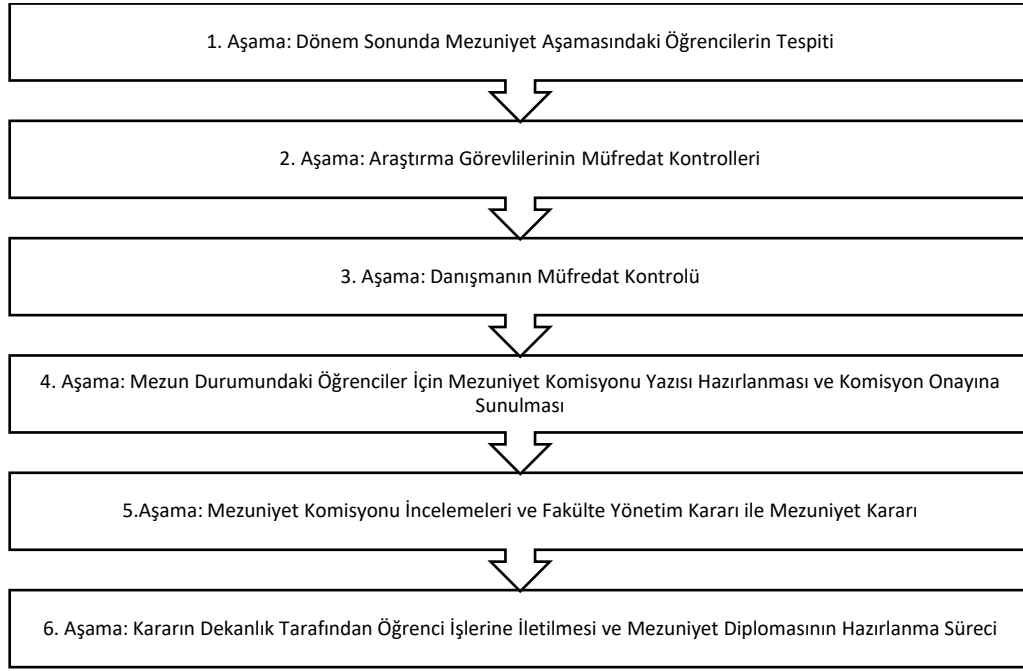 1. Aşama: Dönem Sonunda Mezuniyet Aşamasındaki Öğrencilerin Tespiti
2. Aşama: Araştırma Görevlilerinin Müfredat Kontrolleri
3. Aşama: Danışmanın Müfredat Kontrolü
4. Aşama: Mezun Durumundaki Öğrenciler İçin Mezuniyet Komisyonu Yazısı Hazırlanması ve Komisyon Onayına
Sunulması
5.Aşama: Mezuniyet Komisyonu İncelemeleri ve Fakülte Yönetim Kararı ile Mezuniyet Kararı
6. Aşama: Kararın Dekanlık Tarafından Öğrenci İşlerine İletilmesi ve Mezuniyet Diplomasının Hazırlanma Süreci